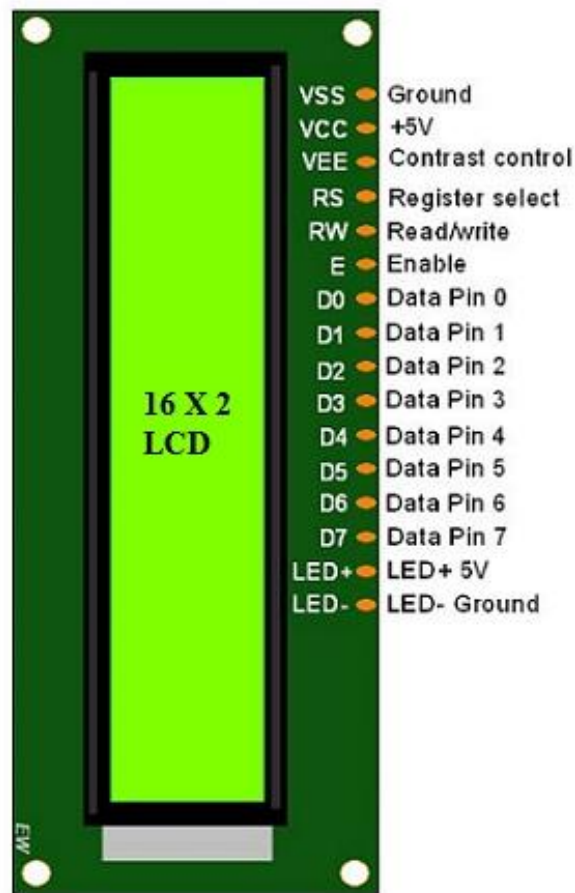 VSS Ground
VCC +5V
VEE Contrast control
RS Register select
RW Read/write
E Enable
D0 Data Pin 0
D1 Data Pin 1
D2 Data Pin 2
D3 Data Pin 3
D4 Data Pin 4
D5 Data Pin 5
D6 Data Pin 6
D7 Data Pin 7
LED+ LED+ 5V
LED- LED- Ground
16 X 2
LCD
EW